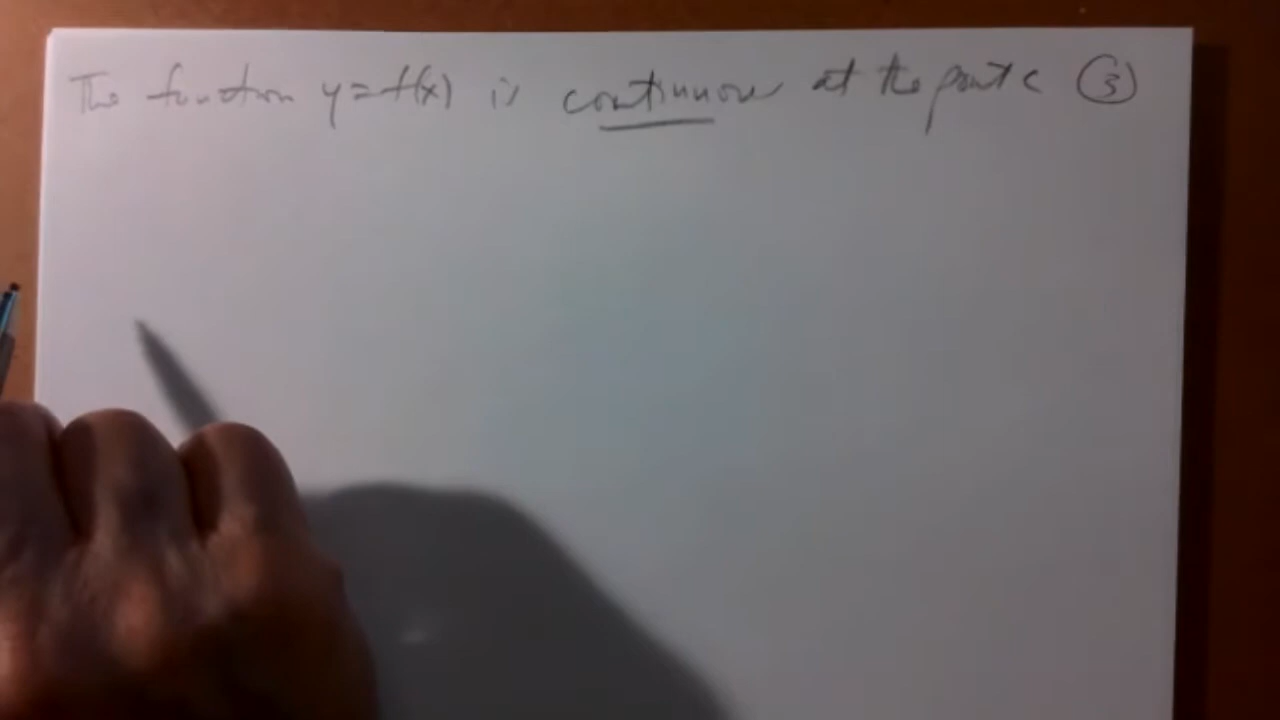 The function y=f(x) is continuous at the point c 3